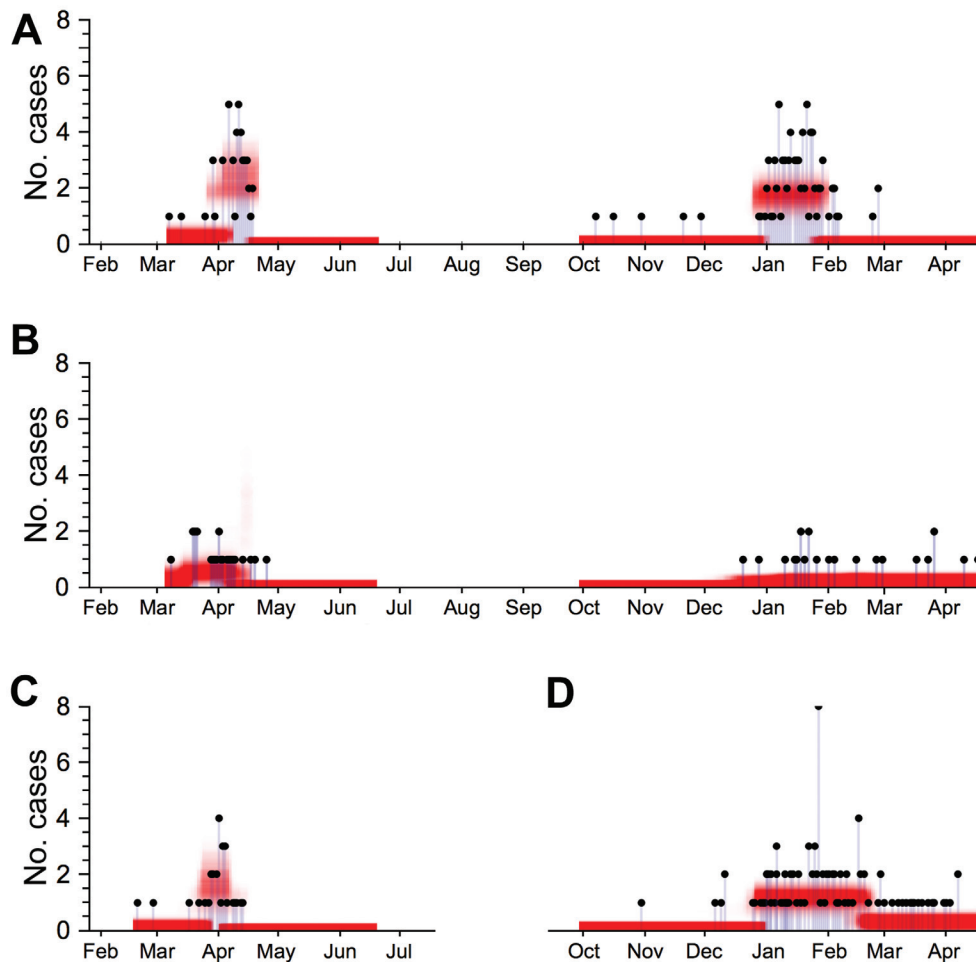 A
No. cases
8
6
4
2
0
Feb Mar Apr May Jun Jul Aug Sep Oct Nov Dec Jan Feb Mar Apr
B
No. cases
8
6
4
2
0
Feb Mar Apr May Jun Jul Aug Sep Oct Nov Dec Jan Feb Mar Apr
C
No. cases
8
6
4
2
0
Feb Mar Apr May Jun Jul
D
Oct Nov Dec Jan Feb Mar Apr